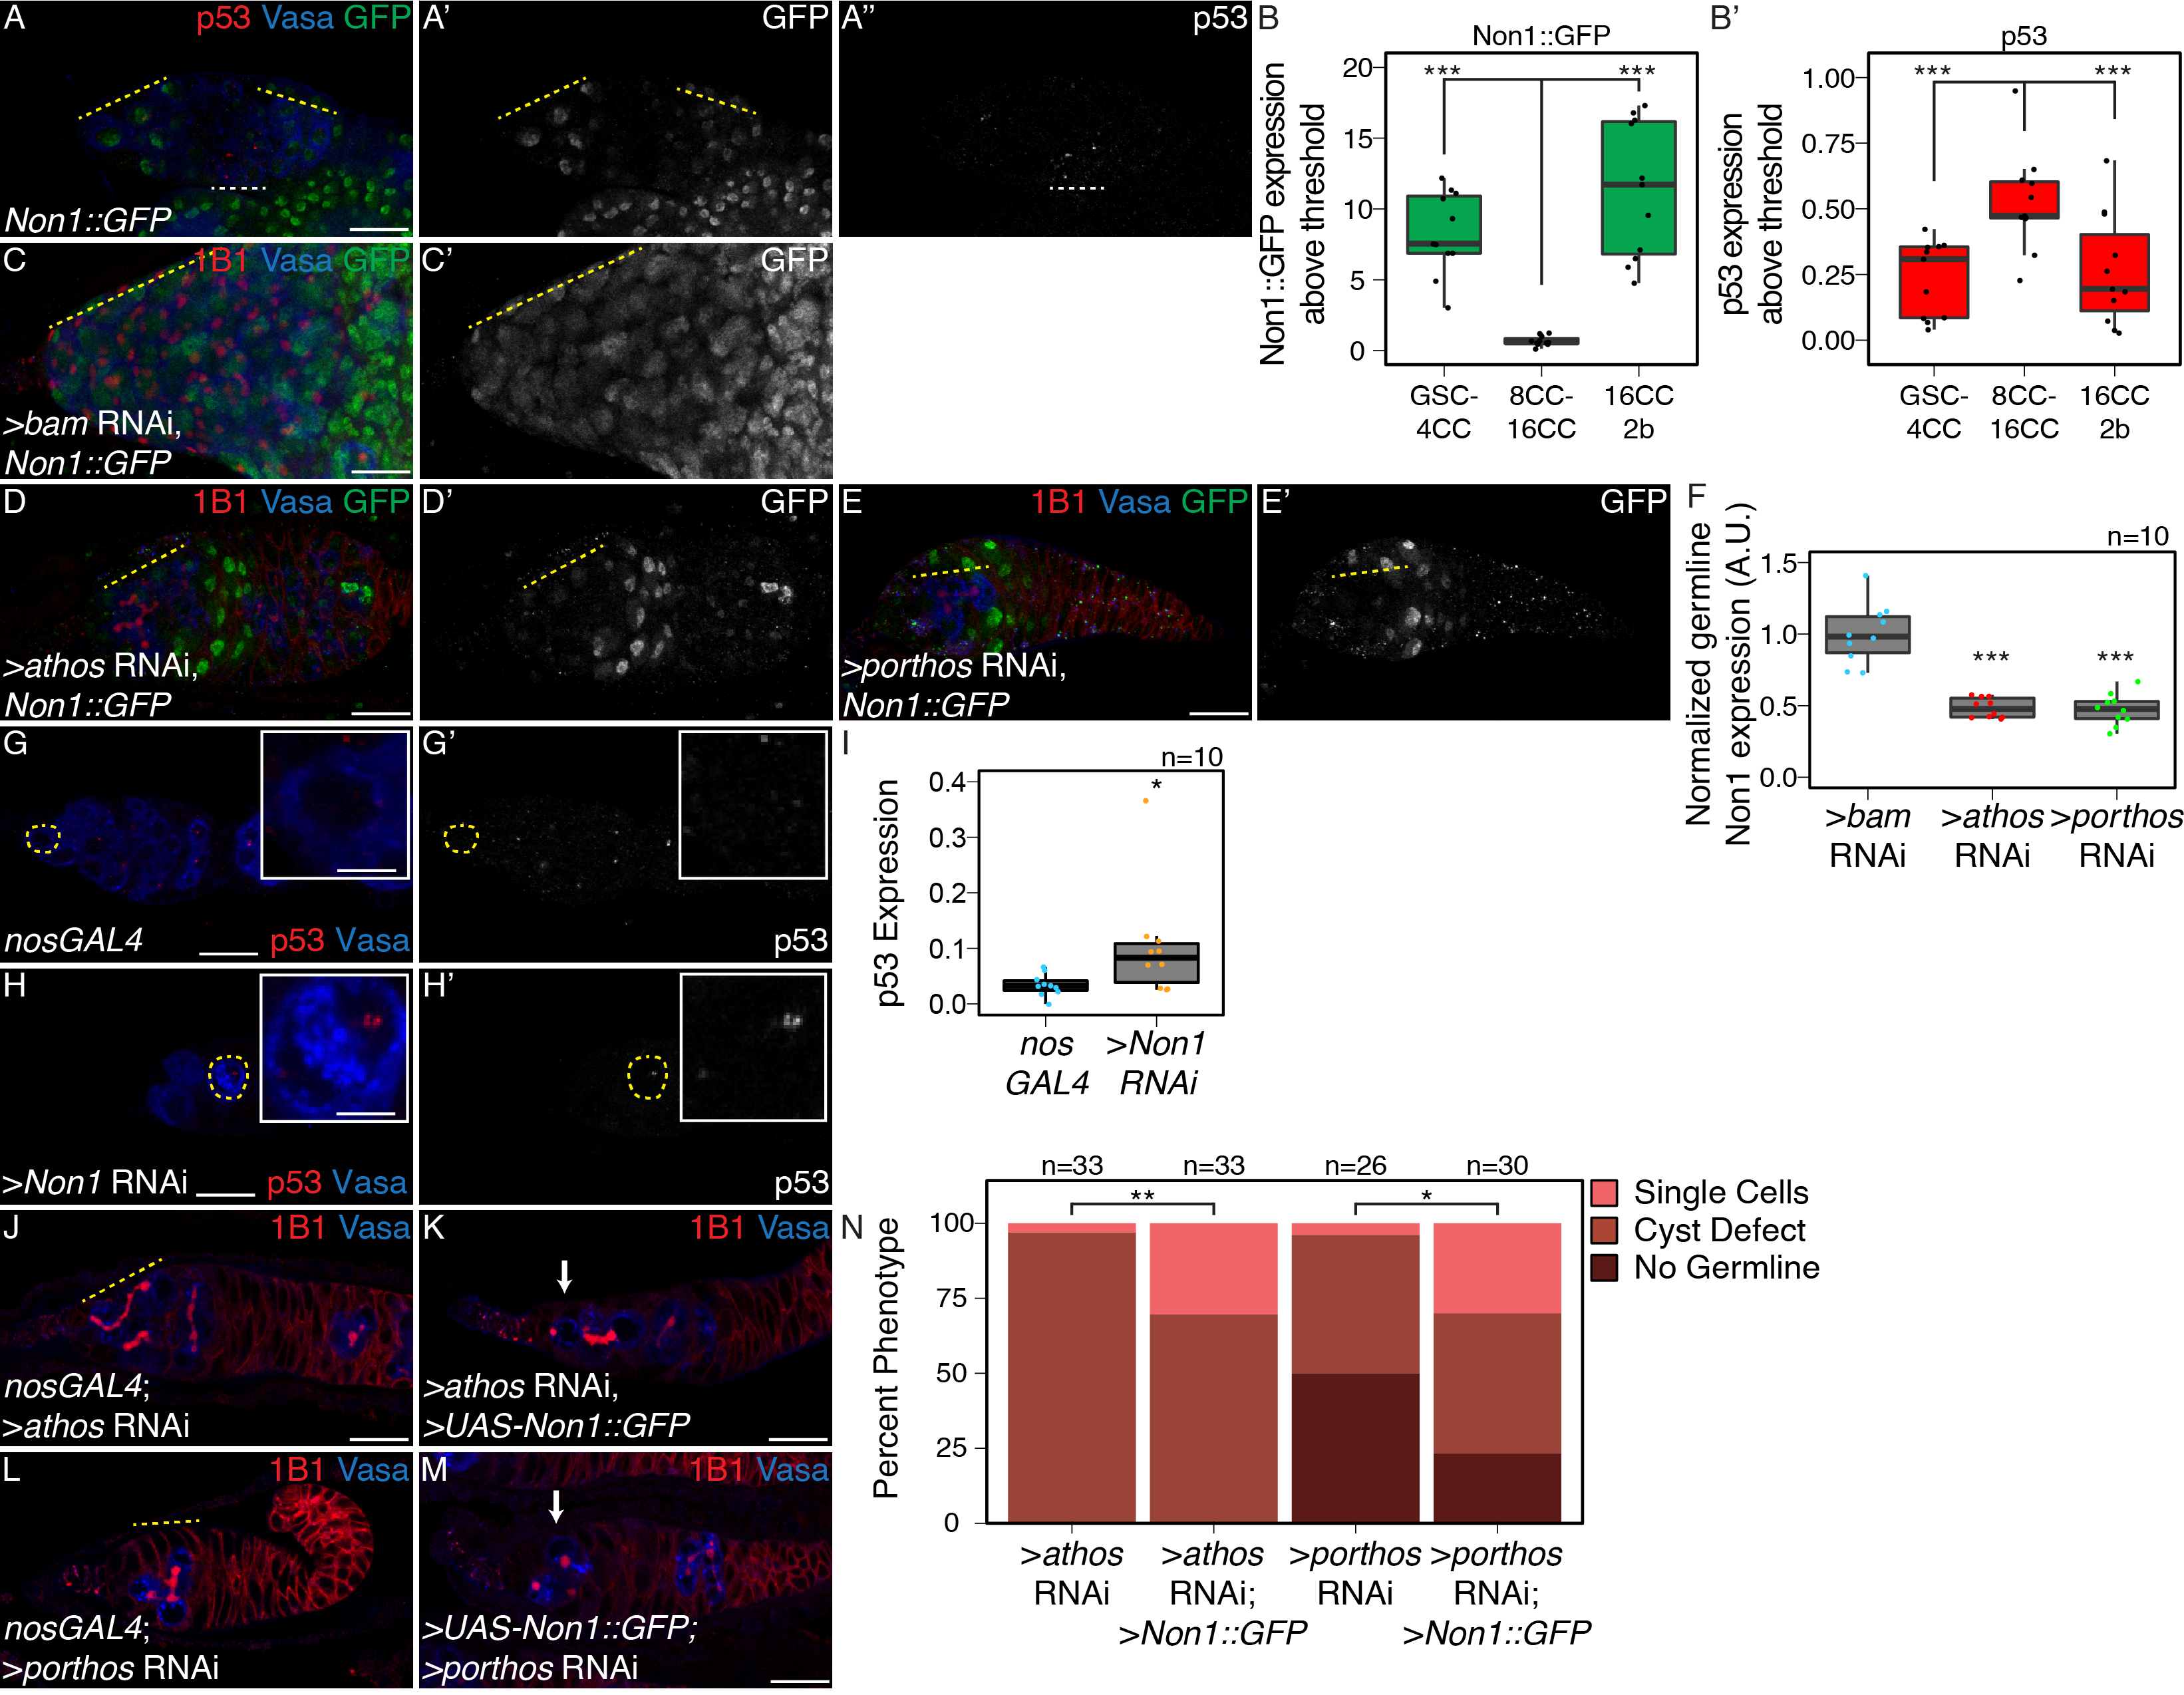 A
p53 Vasa GFP
Non1::GFP
A’
GFP
A’’
p53
B
Non1::GFP
Non1::GFP expression
above threshold
20
15
10
5
0
***
***
GSC-
4CC
8CC-
16CC
16CC
2b
B’
p53
p53 expression
above threshold
1.00
0.75
0.50
0.25
0.00
***
***
GSC-
4CC
8CC-
16CC
16CC
2b
C
1B1 Vasa GFP
>bam RNAi,
Non1::GFP
C’
GFP
D
1B1 Vasa GFP
>athos RNAi,
Non1::GFP
D’
GFP
E
1B1 Vasa GFP
>porthos RNAi,
Non1::GFP
E’
GFP
F
n=10
Normalized germline
Non1 expression (A.U.)
1.5
1.0
0.5
0.0
***
***
>bam
RNAi
>athos
RNAi
>porthos
RNAi
G
nosGAL4
p53 Vasa
G’
p53
H
>Non1 RNAi
p53 Vasa
H’
p53
I
n=10
p53 Expression
0.4
0.3
0.2
0.1
0.0
*
nos
GAL4
>Non1
RNAi
J
1B1 Vasa
nosGAL4;
>athos RNAi
K
1B1 Vasa
>athos RNAi,
>UAS-Non1::GFP
L
1B1 Vasa
nosGAL4;
>porthos RNAi
M
1B1 Vasa
>UAS-Non1::GFP;
>porthos RNAi
N
n=33
n=33
n=26
n=30
**
*
Percent Phenotype
100
75
50
25
0
>athos
RNAi
>athos
RNAi;
>Non1::GFP
>porthos
RNAi
>porthos
RNAi;
>Non1::GFP
Single Cells
Cyst Defect
No Germline